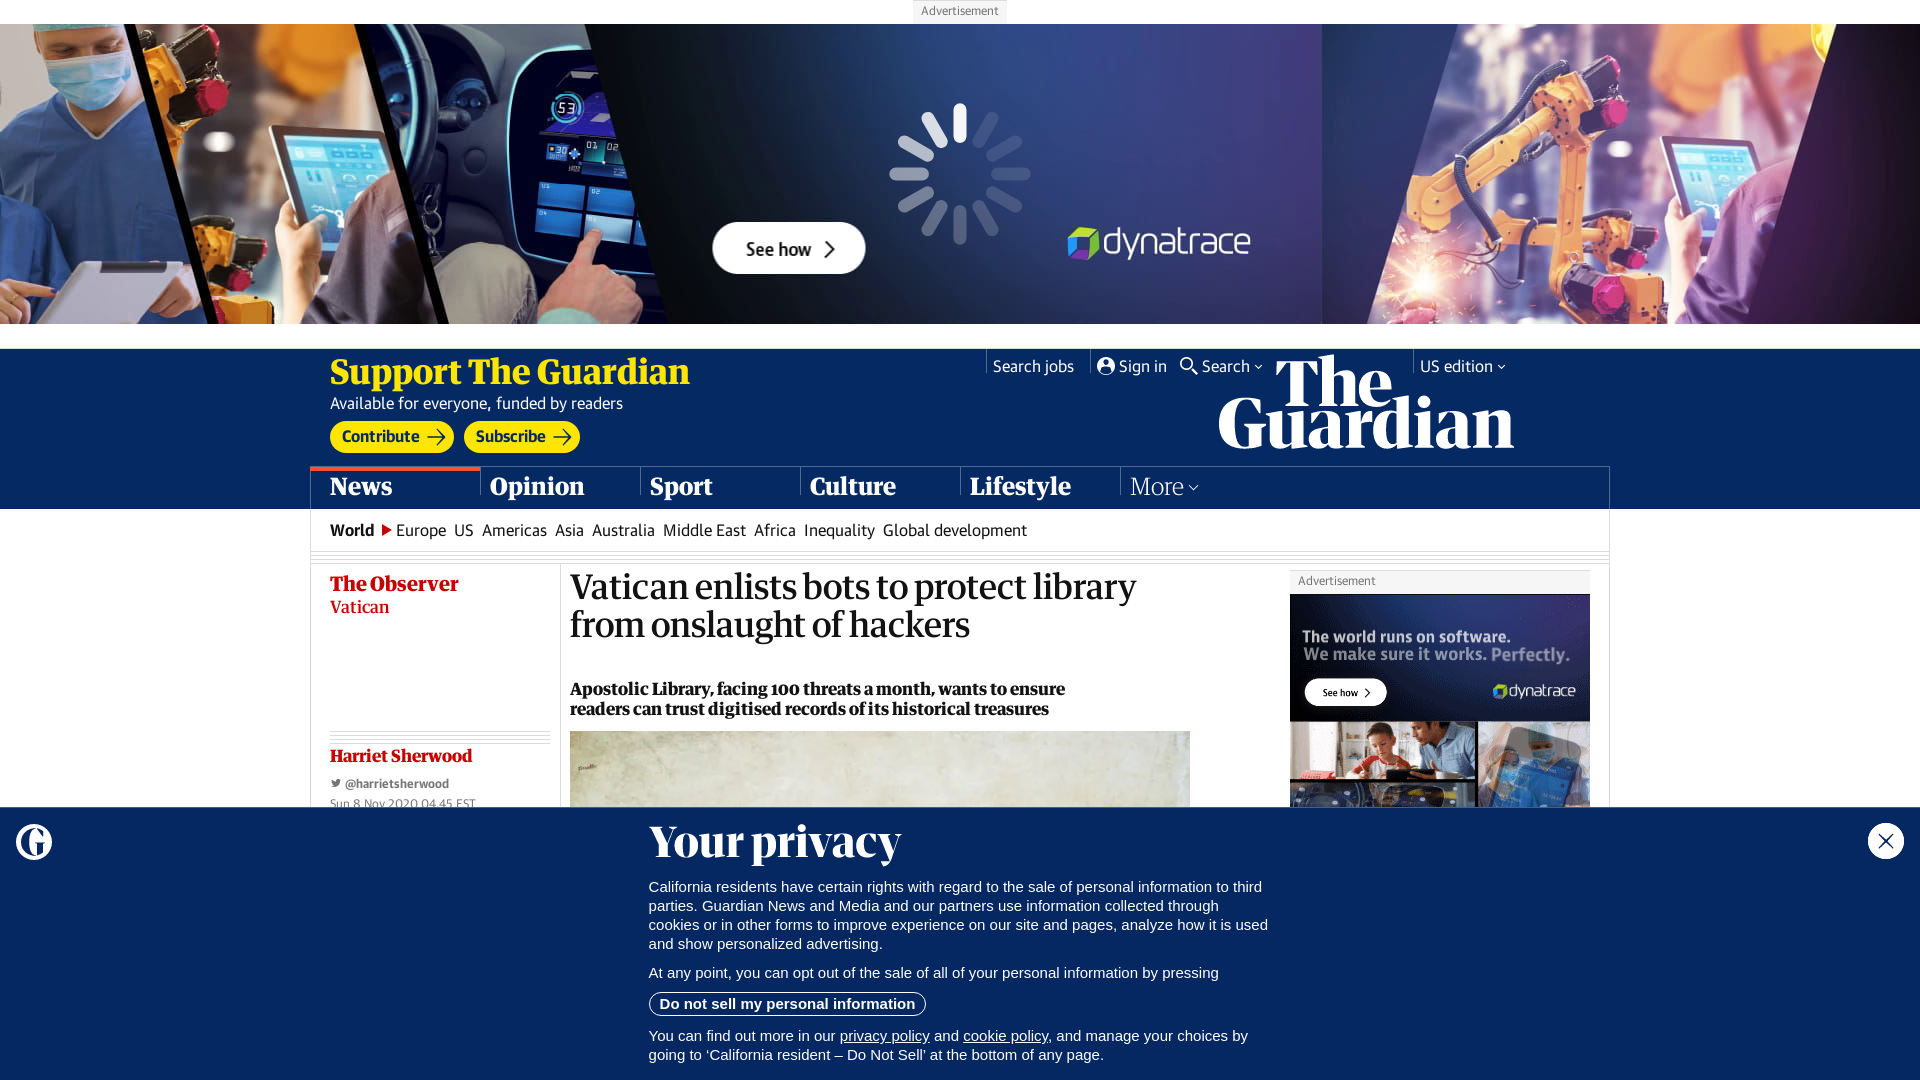 Advertisement
53
01 02
See how
dynatrace
Support The Guardian
Available for everyone, funded by readers
Contribute
Subscribe
Search jobs
Sign in
Search
US edition
The
Guardian
News
Opinion
Sport
Culture
Lifestyle
More
World
Europe
US
Americas
Asia
Australia
Middle East
Africa
Inequality
Global development
The Observer
Vatican
Vatican enlists bots to protect library
from onslaught of hackers
Apostolic Library, facing 100 threats a month, wants to ensure
readers can trust digitised records of its historical treasures
Harriet Sherwood
@harrietsherwood
Sun 8 Nov 2020 04.45 EST
Advertisement
The world runs on software.
We make sure it works. Perfectly.
See how
dynatrace
Your privacy
California residents have certain rights with regard to the sale of personal information to third
parties. Guardian News and Media and our partners use information collected through
cookies or in other forms to improve experience on our site and pages, analyze how it is used
and show personalized advertising.
At any point, you can opt out of the sale of all of your personal information by pressing
Do not sell my personal information
You can find out more in our privacy policy and cookie policy, and manage your choices by
going to ‘California resident – Do Not Sell’ at the bottom of any page.